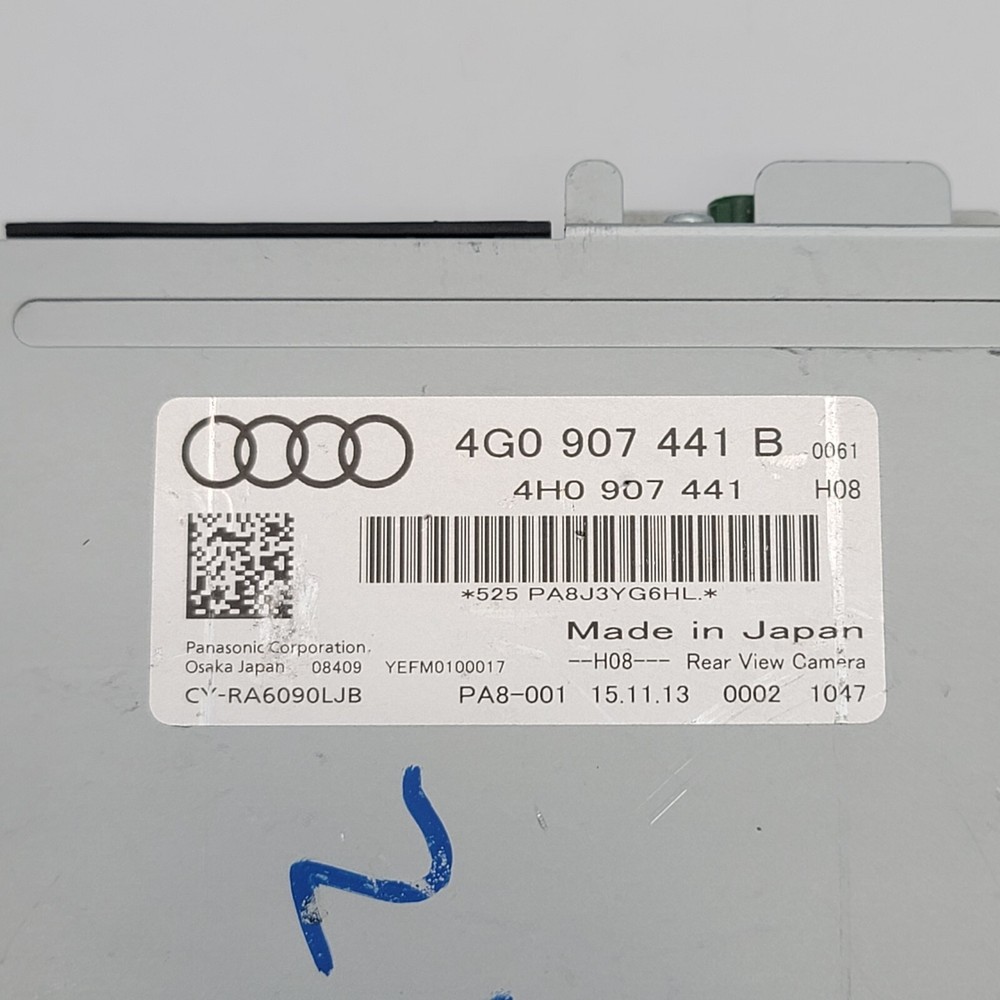 4G0 907 441 B 0061
4H0 907 441 H08
*525 PA8J3YG6HL.*
Made in Japan
Panasonic Corporation.
Osaka Japan 08409 YEFM0100017 --H08--- Rear View Camera
CY-RA6090LJB PA8-001 15.11.13 0002 1047